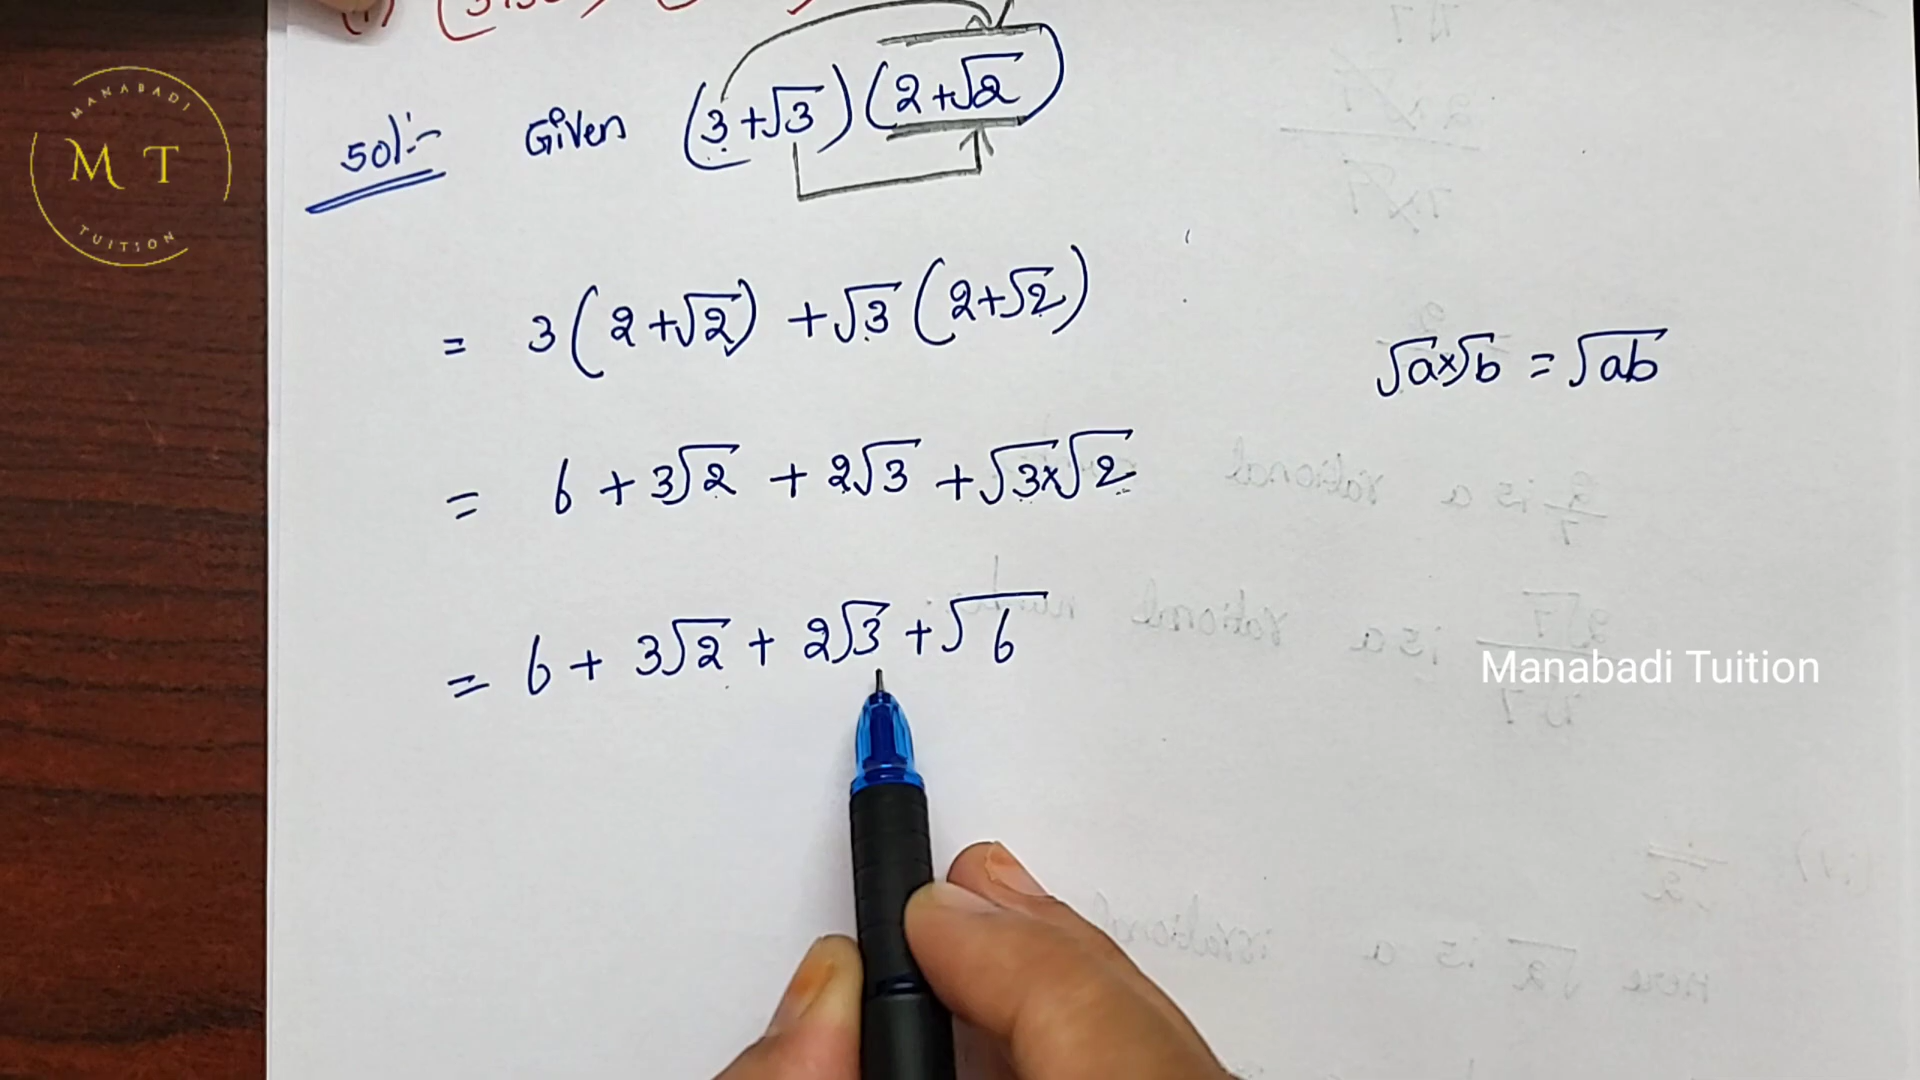 MANABADI
MT
TUITION
Sol:- Given (3+√3)(2+√2)
= 3(2+√2) +√3(2+√2)
√a×√b = √ab
= 6 + 3√2 + 2√3 + √3×√2
= 6 + 3√2 + 2√3 + √6
Manabadi Tuition